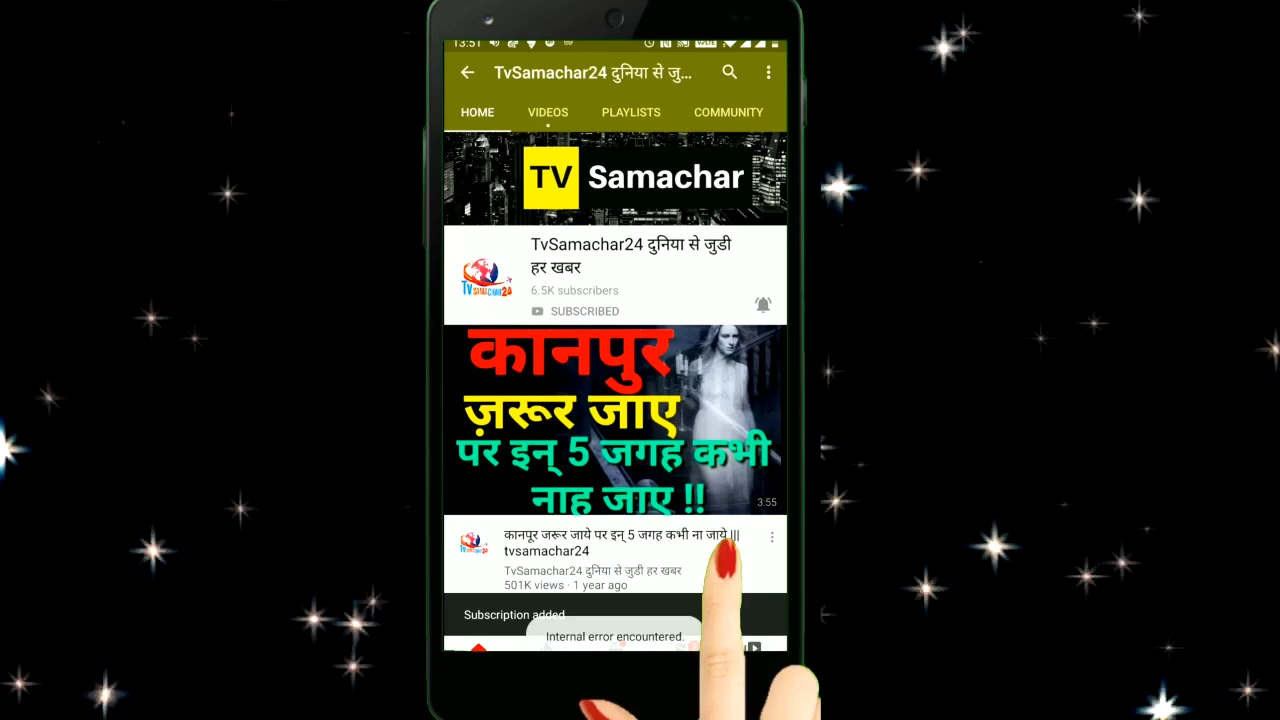 13:51
TvSamachar24 दुनिया से जु...
HOME VIDEOS PLAYLISTS COMMUNITY
TV Samachar
TvSamachar24 दुनिया से जुडी
हर खबर
6.5K subscribers
SUBSCRIBED
TV SAMACHAR24
कानपुर
ज़रूर जाए
पर इन् 5 जगह कभी
नाह जाए !!
3:55
कानपूर जरूर जाये पर इन् 5 जगह कभी ना जाये |||
tvsamachar24
TvSamachar24 दुनिया से जुडी हर खबर
501K views · 1 year ago
Subscription added
Internal error encountered.